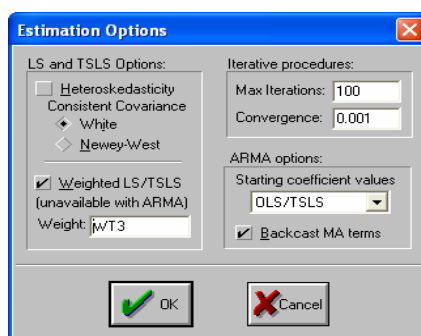 Estimation Options
LS and TSLS Options:
Heteroskedasticity
Consistent Covariance
White
Newey-West
Weighted LS/TSLS
(unavailable with ARMA)
Weight: WT3
Iterative procedures:
Max Iterations: 100
Convergence: 0.001
ARMA options:
Starting coefficient values
OLS/TSLS
Backcast MA terms
OK
Cancel